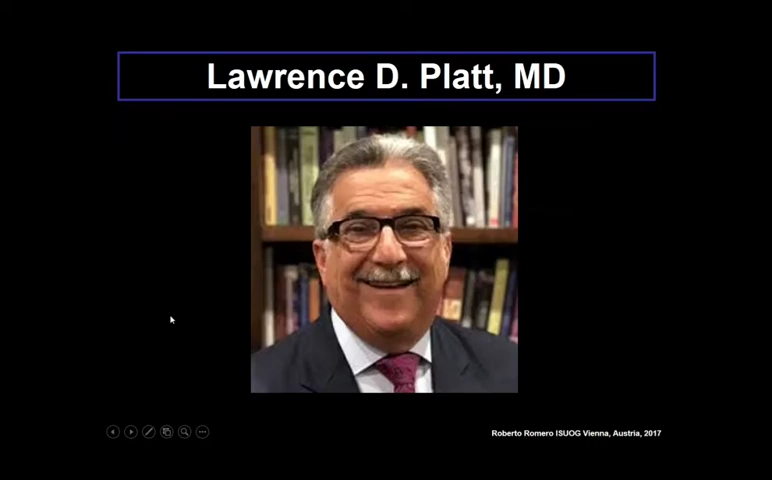 Lawrence D. Platt, MD
Roberto Romero ISUOG Vienna, Austria, 2017